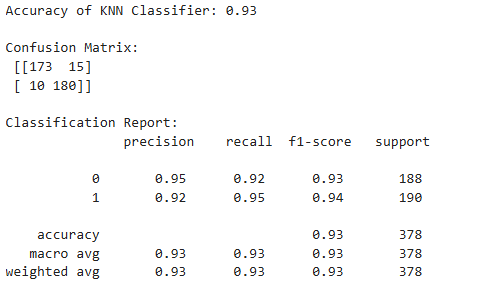 Accuracy of KNN Classifier: 0.93
Confusion Matrix:
[[173  15]
[ 10 180]]
Classification Report:
precision    recall  f1-score   support
0       0.95      0.92      0.93       188
1       0.92      0.95      0.94       190
accuracy                           0.93       378
macro avg       0.93      0.93      0.93       378
weighted avg       0.93      0.93      0.93       378